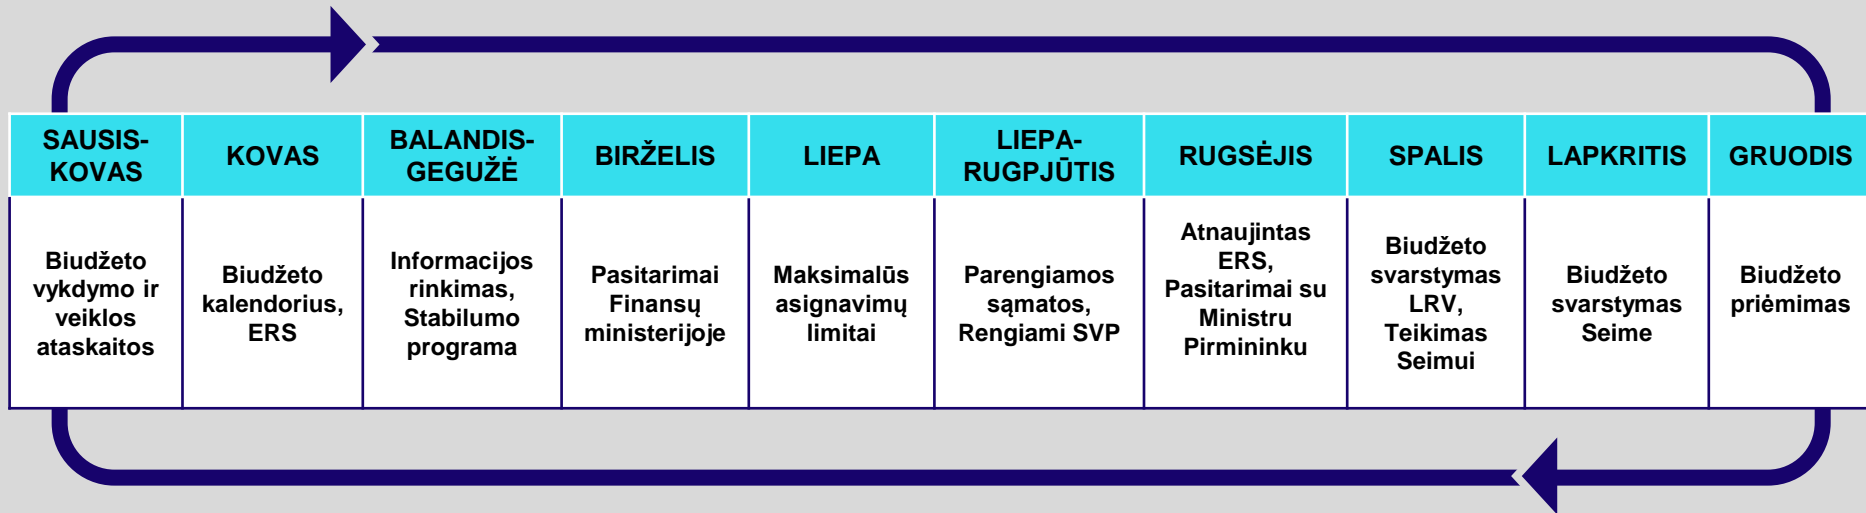 SAUSIS-
KOVAS
KOVAS
BALANDIS-
GEGUŽĖ
BIRŽELIS
LIEPA
LIEPA-
RUGPJŪTIS
RUGSĖJIS
SPALIS
LAPKRITIS
GRUODIS
Biudžeto
vykdymo ir
veiklos
ataskaitos
Biudžeto
kalendorius,
ERS
Informacijos
rinkimas,
Stabilumo
programa
Pasitarimai
Finansų
ministerijoje
Maksimalūs
asignavimų
limitai
Parengiamos
sąmatos,
Rengiami SVP
Atnaujintas
ERS,
Pasitarimai su
Ministru
Pirmininku
Biudžeto
svarstymas
LRV,
Teikimas
Seimui
Biudžeto
svarstymas
Seime
Biudžeto
priėmimas